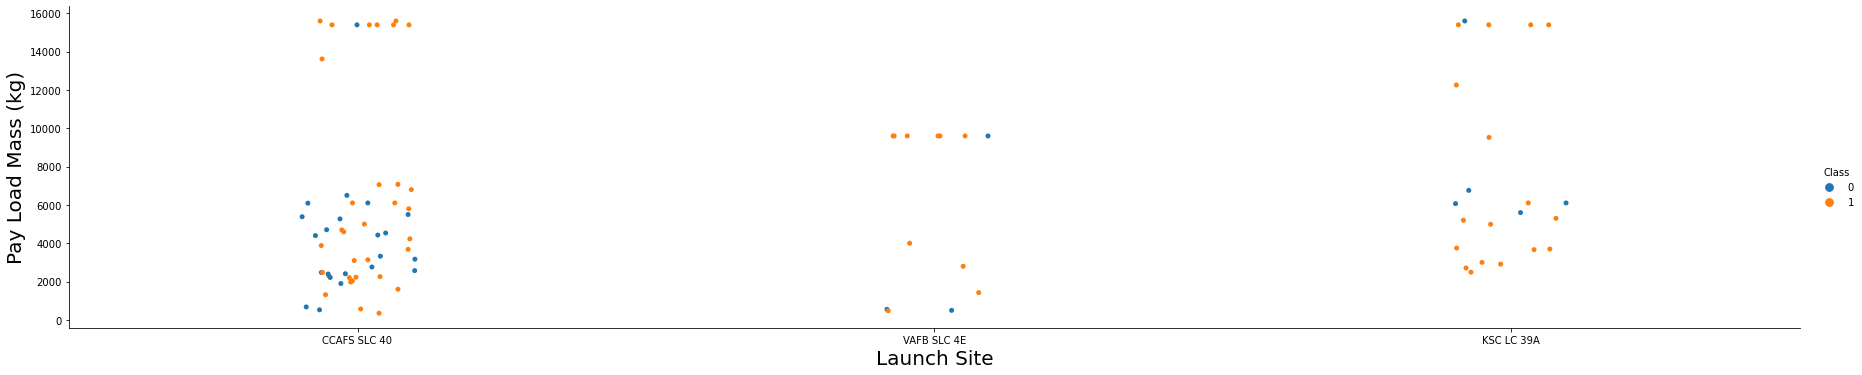 Pay Load Mass (kg)
16000
14000
12000
10000
8000
6000
4000
2000
0
CCAFS SLC 40
VAFB SLC 4E
KSC LC 39A
Launch Site
Class
0
1